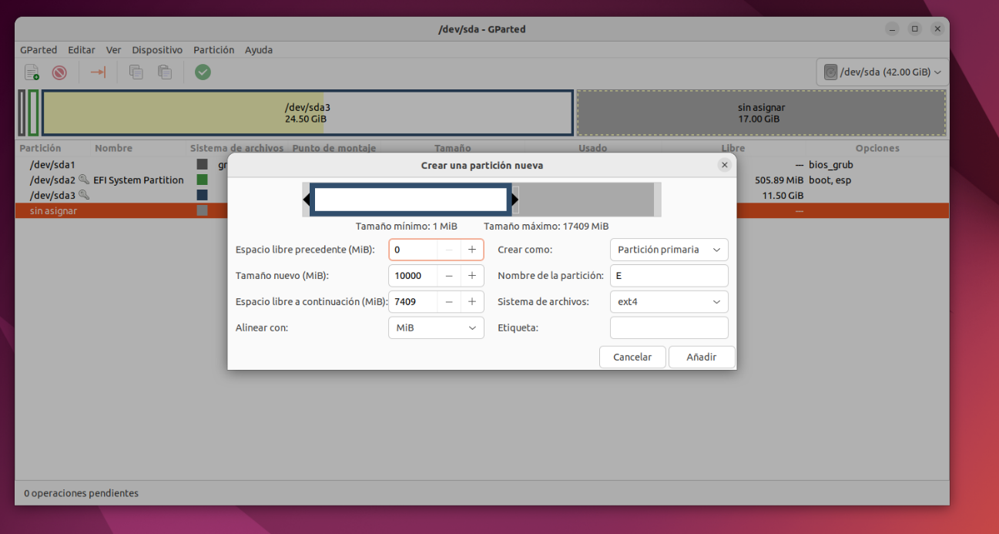 /dev/sda - GParted
GParted Editar Ver Dispositivo Partición Ayuda
/dev/sda (42.00 GiB)
/dev/sda3
24.50 GiB
sin asignar
17.00 GiB
Partición Nombre Sistema de archivos Punto de montaje Tamaño Usado Libre Opciones
/dev/sda1 gr --- bios_grub
/dev/sda2 EFI System Partition 505.89 MiB boot, esp
/dev/sda3 11.50 GiB
sin asignar ---
Crear una partición nueva
Tamaño mínimo: 1 MiB Tamaño máximo: 17409 MiB
Espacio libre precedente (MiB): 0 − + Crear como: Partición primaria
Tamaño nuevo (MiB): 10000 − + Nombre de la partición: E
Espacio libre a continuación (MiB): 7409 − + Sistema de archivos: ext4
Alinear con: MiB Etiqueta:
Cancelar Añadir
0 operaciones pendientes